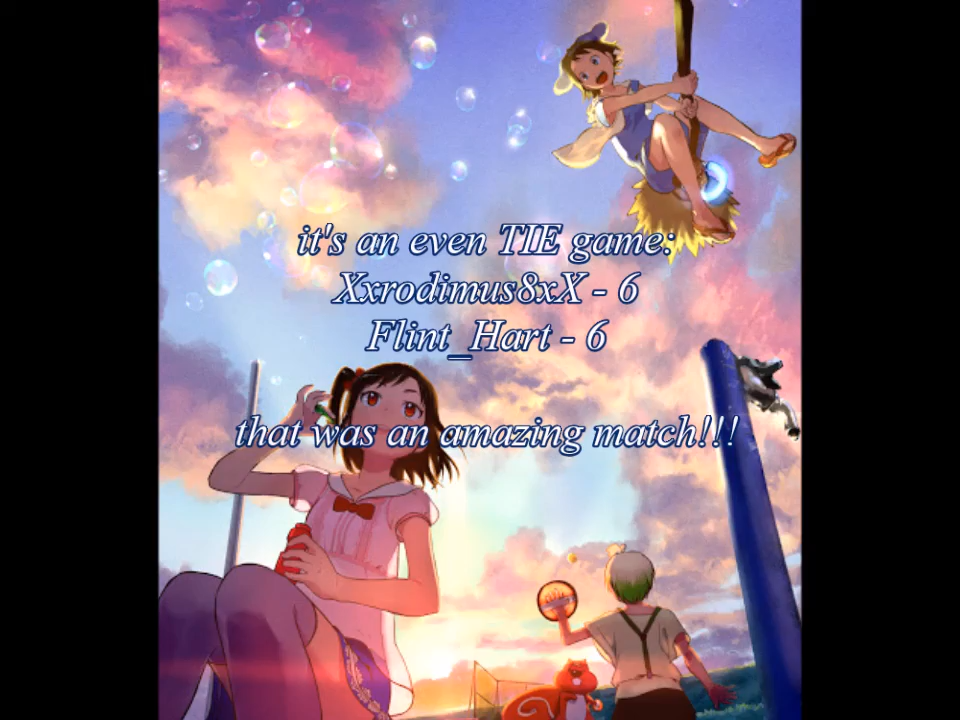 it's an even TIE game:
Xxrodimus8xX - 6
Flint_Hart - 6
that was an amazing match!!!